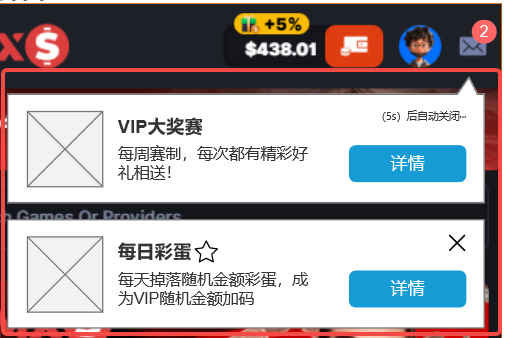 X$
+5%
$438.01
2
(5s) 后自动关闭...
VIP大奖赛
每周赛制，每次都有精彩好
礼相送！
详情
Games Or Providers
每日彩蛋
每天掉落随机金额彩蛋，成
为VIP随机金额加码
详情